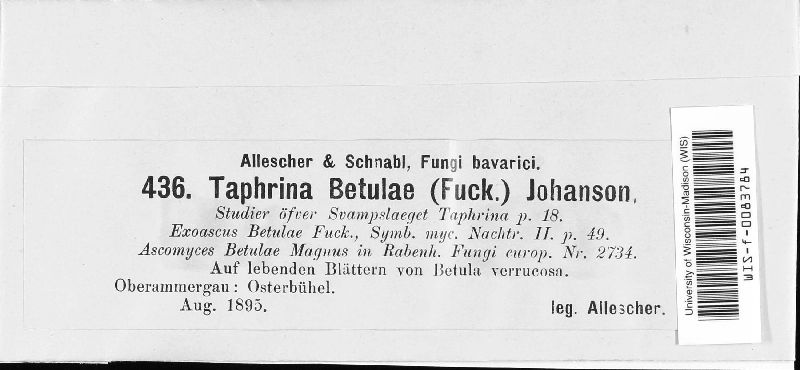 Allescher & Schnabl, Fungi bavarici.
436. Taphrina Betulae (Fuck.) Johanson,
Studier öfver Svampslaeget Taphrina p. 18.
Exoascus Betulae Fuck., Symb. myc. Nachtr. II. p. 49.
Ascomyces Betulae Magnus in Rabenh. Fungi europ. Nr. 2734.
Auf lebenden Blättern von Betula verrucosa.
Oberammergau: Osterbühel.
Aug. 1895.
leg. Allescher.
University of Wisconsin-Madison (WIS)
WIS-f-0083764